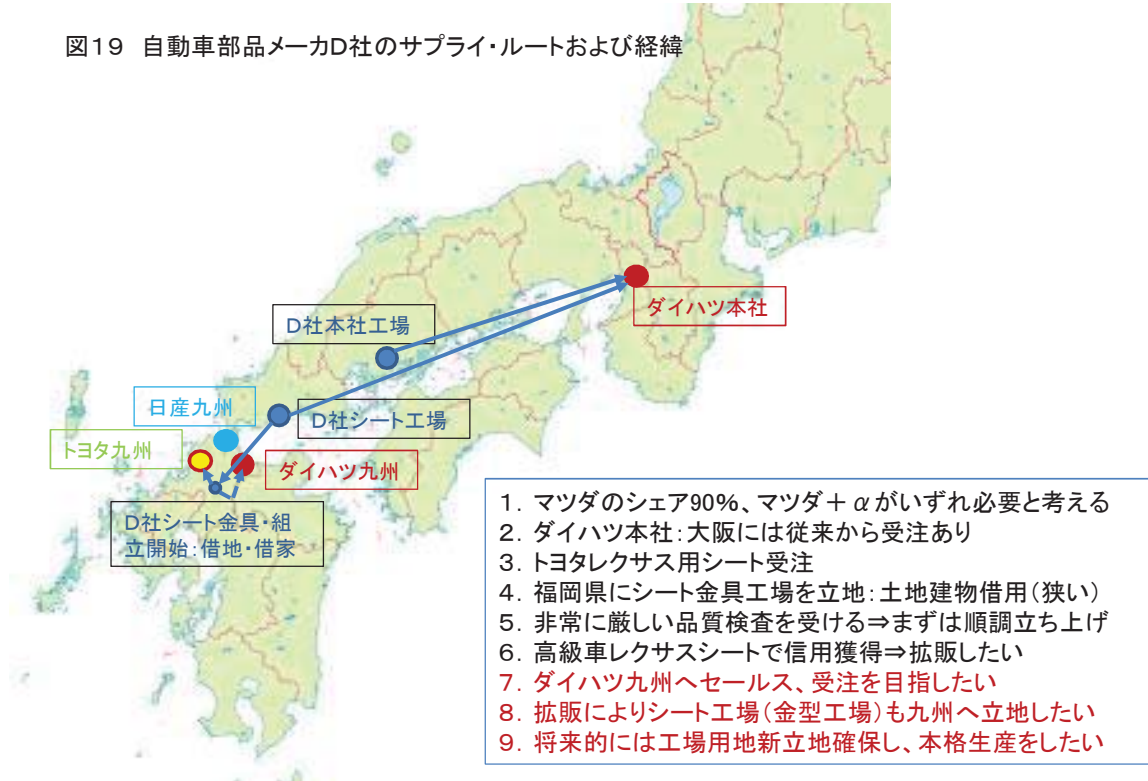 図19 自動車部品メーカD社のサプライ・ルートおよび経緯
ダイハツ本社
D社本社工場
日産九州
D社シート工場
トヨタ九州
ダイハツ九州
D社シート金具・組
立開始:借地・借家
1. マツダのシェア90%、マツダ+αがいずれ必要と考える
2. ダイハツ本社:大阪には従来から受注あり
3. トヨタレクサス用シート受注
4. 福岡県にシート金具工場を立地:土地建物借用(狭い)
5. 非常に厳しい品質検査を受ける⇒まずは順調立ち上げ
6. 高級車レクサスシートで信用獲得⇒拡販したい
7. ダイハツ九州へセールス、受注を目指したい
8. 拡販によりシート工場(金型工場)も九州へ立地したい
9. 将来的には工場用地新立地確保し、本格生産をしたい